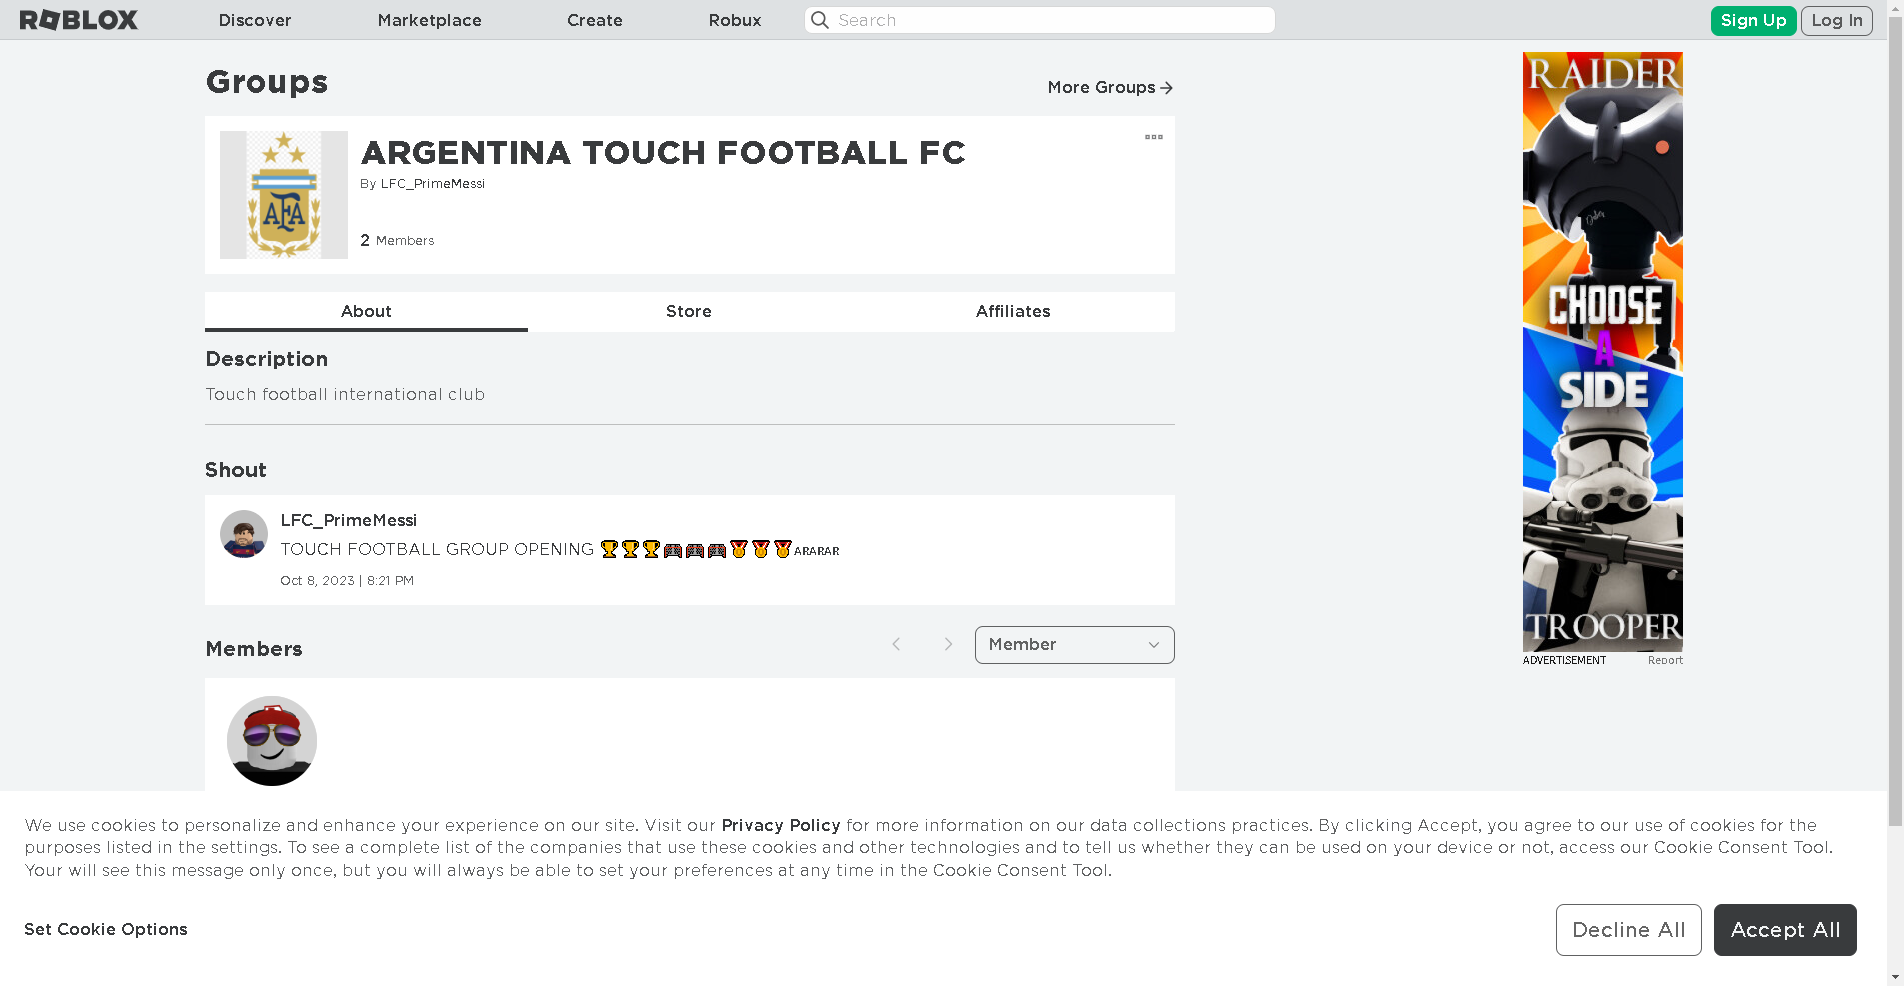 ROBLOX Discover Marketplace Create Robux Search Sign Up Log In
Groups
More Groups
ARGENTINA TOUCH FOOTBALL FC
By LFC_PrimeMessi
2 Members
AFA
About Store Affiliates
Description
Touch football international club
Shout
LFC_PrimeMessi
TOUCH FOOTBALL GROUP OPENING 🏆🏆🏆🎮🎮🎮🏅🏅🏅ARARAR
Oct 8, 2023 | 8:21 PM
Members
Member
RAIDER
CHOOSE
A
SIDE
TROOPER
ADVERTISEMENT Report
We use cookies to personalize and enhance your experience on our site. Visit our Privacy Policy for more information on our data collections practices. By clicking Accept, you agree to our use of cookies for the
purposes listed in the settings. To see a complete list of the companies that use these cookies and other technologies and to tell us whether they can be used on your device or not, access our Cookie Consent Tool.
Your will see this message only once, but you will always be able to set your preferences at any time in the Cookie Consent Tool.
Set Cookie Options
Decline All Accept All